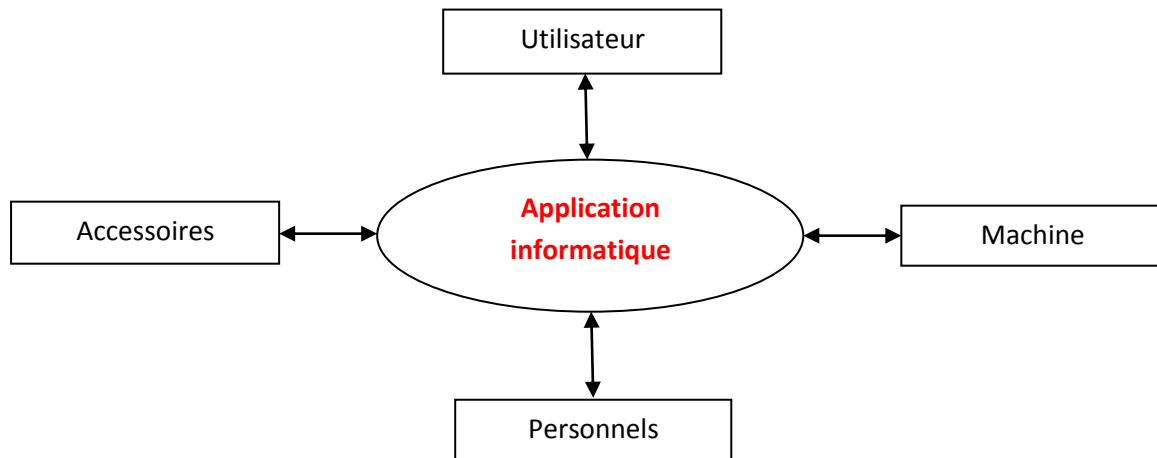 Utilisateur
Accessoires
Application
informatique
Machine
Personnels